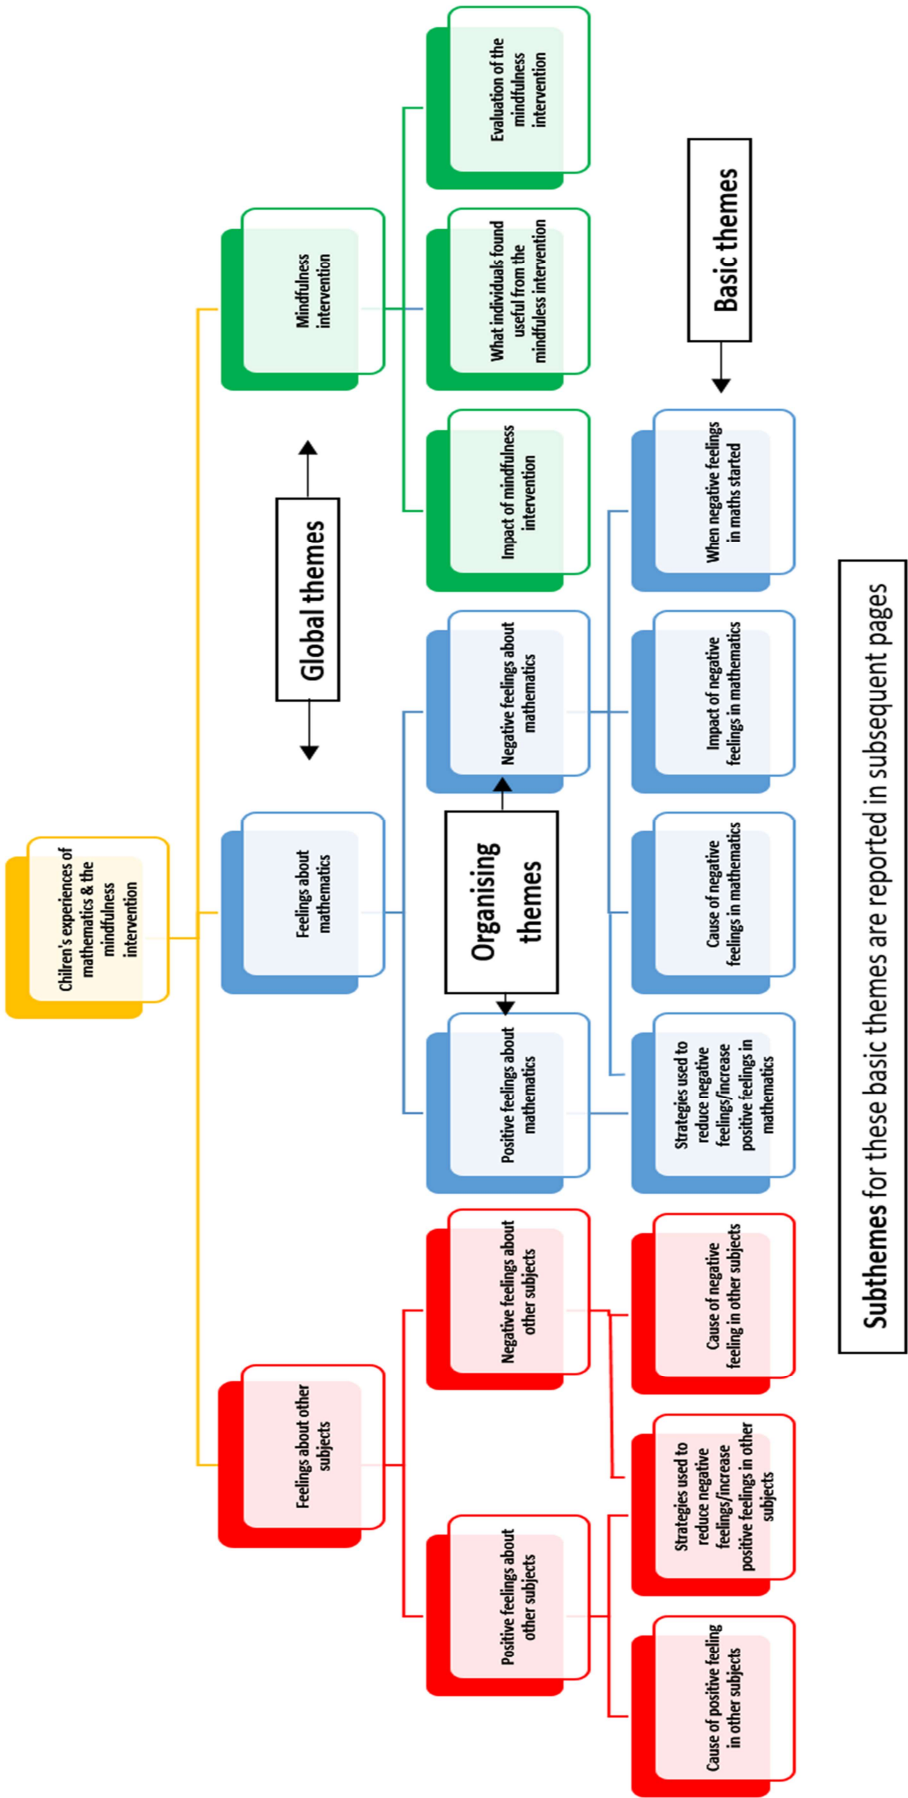 Chilren's experiences of
mathematics & the
mindfulness
intervention
Feelings about other
subjects
Feelings about
mathematics
Global themes
Mindfulness
intervention
Positive feelings about
other subjects
Negative feelings about
other subjects
Positive feelings about
mathematics
Organising
themes
Negative feelings about
mathematics
Impact of mindfulness
intervention
What individuals found
useful from the
mindfuless intervention
Evaluation of the
mindfulness
intervention
Cause of positive feeling
in other subjects
Strategies used to
reduce negative
feelings/increase
positive feelings in other
subjects
Cause of negative
feeling in other subjects
Strategies used to
reduce negative
feelings/increase
positive feelings in
mathematics
Cause of negative
feelings in mathematics
Impact of negative
feelings in mathematics
When negative feelings
in maths started
Basic themes
Subthemes for these basic themes are reported in subsequent pages